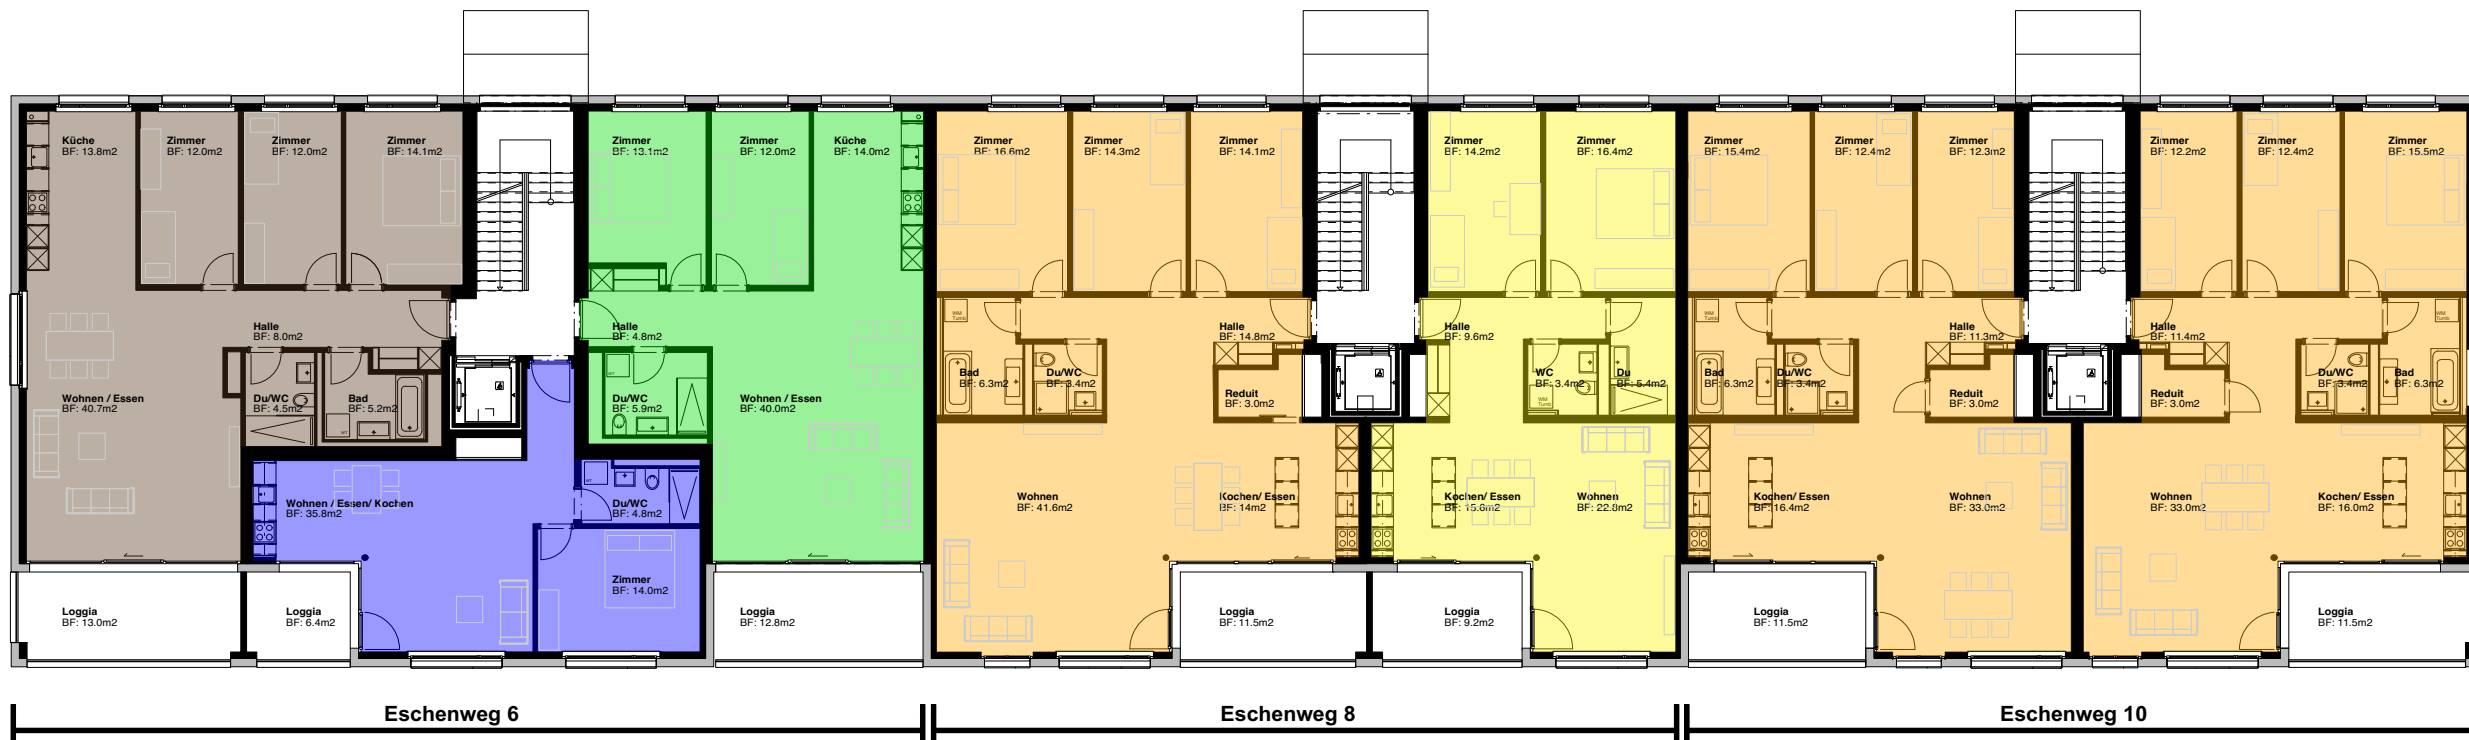 Küche
BF: 13.8m2
Zimmer
BF: 12.0m2
Zimmer
BF: 12.0m2
Zimmer
BF: 14.1m2
Zimmer
BF: 13.1m2
Zimmer
BF: 12.0m2
Küche
BF: 14.0m2
Zimmer
BF: 16.6m2
Zimmer
BF: 14.3m2
Zimmer
BF: 14.1m2
Zimmer
BF: 14.2m2
Zimmer
BF: 16.4m2
Zimmer
BF: 15.4m2
Zimmer
BF: 12.4m2
Zimmer
BF: 12.3m2
Zimmer
BF: 12.2m2
Zimmer
BF: 12.4m2
Zimmer
BF: 15.5m2
Halle
BF: 8.0m2
Halle
BF: 4.8m2
WM
Tumb
Halle
BF: 14.8m2
Halle
BF: 9.6m2
WM
Tumb
Halle
BF: 11.3m2
Halle
BF: 11.4m2
WM
Tumb
Wohnen / Essen
BF: 40.7m2
Du/WC
BF: 4.5m2
Bad
BF: 5.2m2
WT
Du/WC
BF: 5.9m2
WT
Wohnen / Essen
BF: 40.0m2
Bad
BF: 6.3m2
Du/WC
BF: 3.4m2
Reduit
BF: 3.0m2
WC
BF: 3.4m2
WM
Tumb
Du
BF: 5.4m2
Bad
BF: 6.3m2
Du/WC
BF: 3.4m2
Reduit
BF: 3.0m2
Reduit
BF: 3.0m2
Du/WC
BF: 3.4m2
Bad
BF: 6.3m2
Wohnen / Essen/ Kochen
BF: 35.8m2
WT
Du/WC
BF: 4.8m2
Wohnen
BF: 41.6m2
Kochen/ Essen
BF: 14m2
Kochen/ Essen
BF: 15.6m2
Wohnen
BF: 22.8m2
Kochen/ Essen
BF: 16.4m2
Wohnen
BF: 33.0m2
Wohnen
BF: 33.0m2
Kochen/ Essen
BF: 16.0m2
Zimmer
BF: 14.0m2
Loggia
BF: 13.0m2
Loggia
BF: 6.4m2
Loggia
BF: 12.8m2
Loggia
BF: 11.5m2
Loggia
BF: 9.2m2
Loggia
BF: 11.5m2
Loggia
BF: 11.5m2
Eschenweg 6
Eschenweg 8
Eschenweg 10